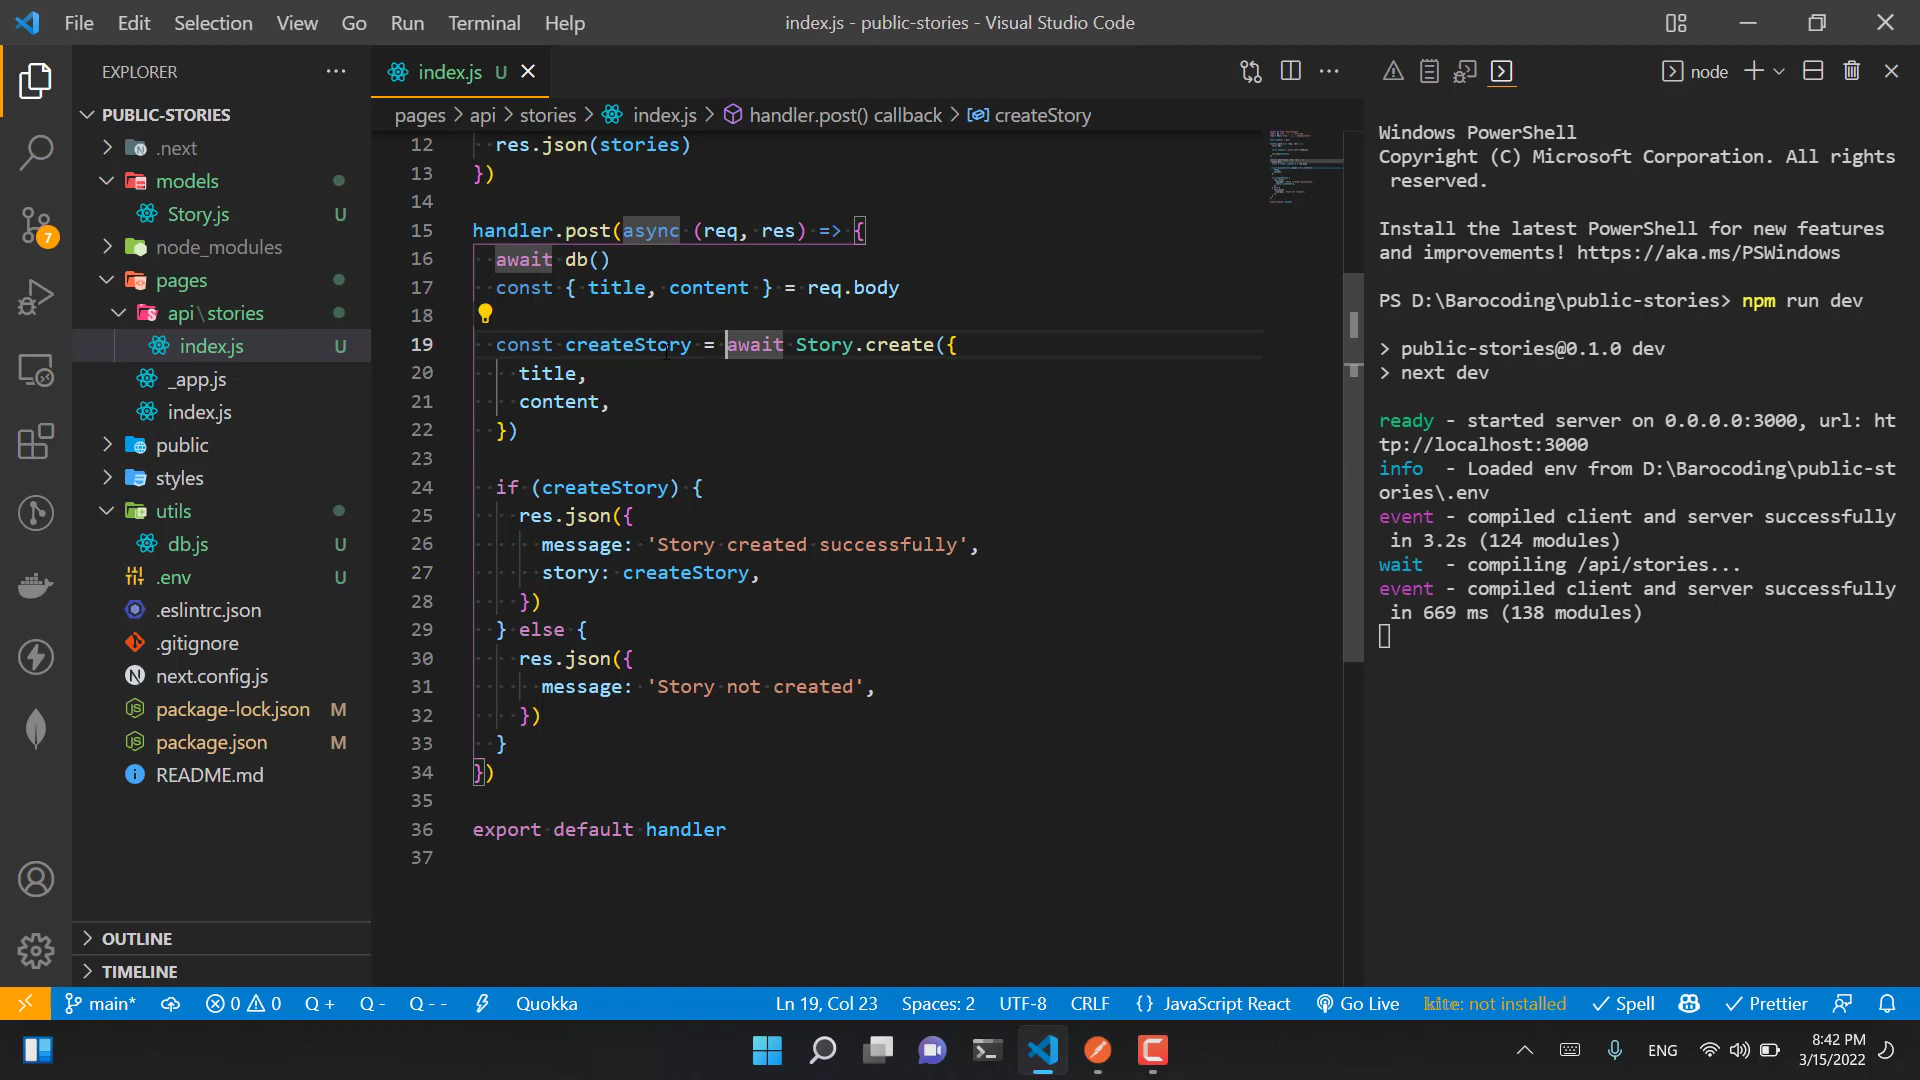 File Edit Selection View Go Run Terminal Help
index.js - public-stories - Visual Studio Code
EXPLORER
PUBLIC-STORIES
.next
models
Story.js U
node_modules
pages
api\stories
index.js U
_app.js
index.js
public
styles
utils
db.js U
.env U
.eslintrc.json
.gitignore
next.config.js
package-lock.json M
package.json M
README.md
OUTLINE
TIMELINE
7
index.js U
pages > api > stories > index.js > handler.post() callback > createStory
12 res.json(stories)
13 })
14
15 handler.post(async (req, res) => {
16 await db()
17 const { title, content } = req.body
18
19 const createStory = await Story.create({
20 title,
21 content,
22 })
23
24 if (createStory) {
25 res.json({
26 message: 'Story created successfully',
27 story: createStory,
28 })
29 } else {
30 res.json({
31 message: 'Story not created',
32 })
33 }
34 })
35
36 export default handler
37
node
Windows PowerShell
Copyright (C) Microsoft Corporation. All rights
reserved.
Install the latest PowerShell for new features
and improvements! https://aka.ms/PSWindows
PS D:\Barocoding\public-stories> npm run dev
> public-stories@0.1.0 dev
> next dev
ready - started server on 0.0.0.0:3000, url: ht
tp://localhost:3000
info - Loaded env from D:\Barocoding\public-st
ories\.env
event - compiled client and server successfully
in 3.2s (124 modules)
wait - compiling /api/stories...
event - compiled client and server successfully
in 669 ms (138 modules)
main* 0 0 Q + Q - Q - - Quokka Ln 19, Col 23 Spaces: 2 UTF-8 CRLF {} JavaScript React Go Live kite: not installed Spell Prettier
ENG
8:42 PM
3/15/2022